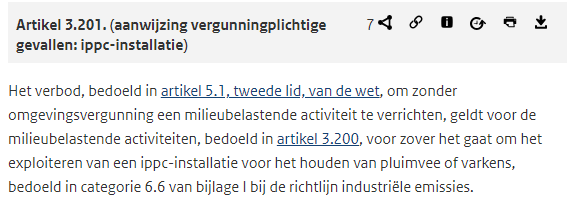 Artikel 3.201. (aanwijzing vergunningplichtige 7
gevallen: ippc-installatie)
Het verbod, bedoeld in artikel 5.1, tweede lid, van de wet, om zonder
omgevingsvergunning een milieubelastende activiteit te verrichten, geldt voor de
milieubelastende activiteiten, bedoeld in artikel 3.200, voor zover het gaat om het
exploiteren van een ippc-installatie voor het houden van pluimvee of varkens,
bedoeld in categorie 6.6 van bijlage I bij de richtlijn industriële emissies.